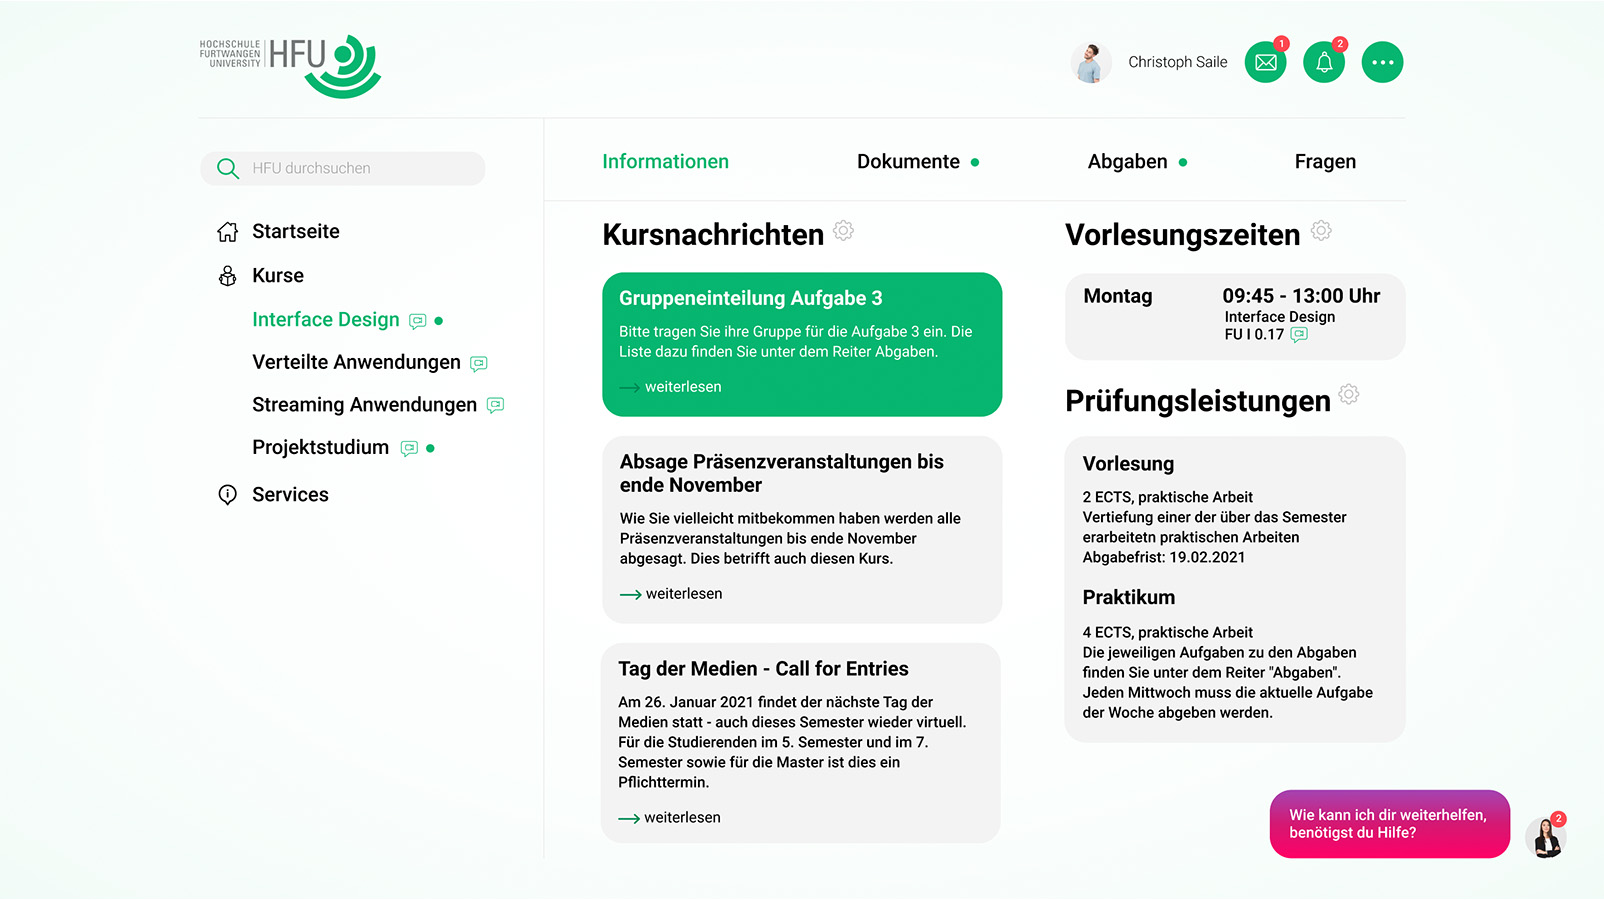 HOCHSCHULE
FURTWANGEN
UNIVERSITY
HFU
Christoph Saile
1
2
HFU durchsuchen
Startseite
Kurse
Interface Design
Verteilte Anwendungen
Streaming Anwendungen
Projektstudium
Services
Informationen
Dokumente
Abgaben
Fragen
Kursnachrichten
Gruppeneinteilung Aufgabe 3
Bitte tragen Sie ihre Gruppe für die Aufgabe 3 ein. Die
Liste dazu finden Sie unter dem Reiter Abgaben.
weiterlesen
Absage Präsenzveranstaltungen bis
ende November
Wie Sie vielleicht mitbekommen haben werden alle
Präsenzveranstaltungen bis ende November
abgesagt. Dies betrifft auch diesen Kurs.
weiterlesen
Tag der Medien - Call for Entries
Am 26. Januar 2021 findet der nächste Tag der
Medien statt - auch dieses Semester wieder virtuell.
Für die Studierenden im 5. Semester und im 7.
Semester sowie für die Master ist dies ein
Pflichttermin.
weiterlesen
Vorlesungszeiten
Montag
09:45 - 13:00 Uhr
Interface Design
FU I 0.17
Prüfungsleistungen
Vorlesung
2 ECTS, praktische Arbeit
Vertiefung einer der über das Semester
erarbeitetn praktischen Arbeiten
Abgabefrist: 19.02.2021
Praktikum
4 ECTS, praktische Arbeit
Die jeweiligen Aufgaben zu den Abgaben
finden Sie unter dem Reiter "Abgaben".
Jeden Mittwoch muss die aktuelle Aufgabe
der Woche abgeben werden.
Wie kann ich dir weiterhelfen,
benötigst du Hilfe?
2